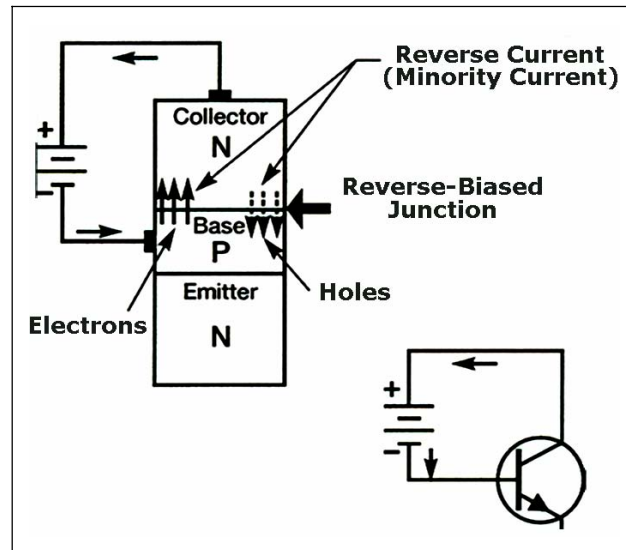 Reverse Current
(Minority Current)
Collector
N
+
-
Reverse-Biased
Junction
Base
P
Holes
Electrons
Emitter
N
+
-